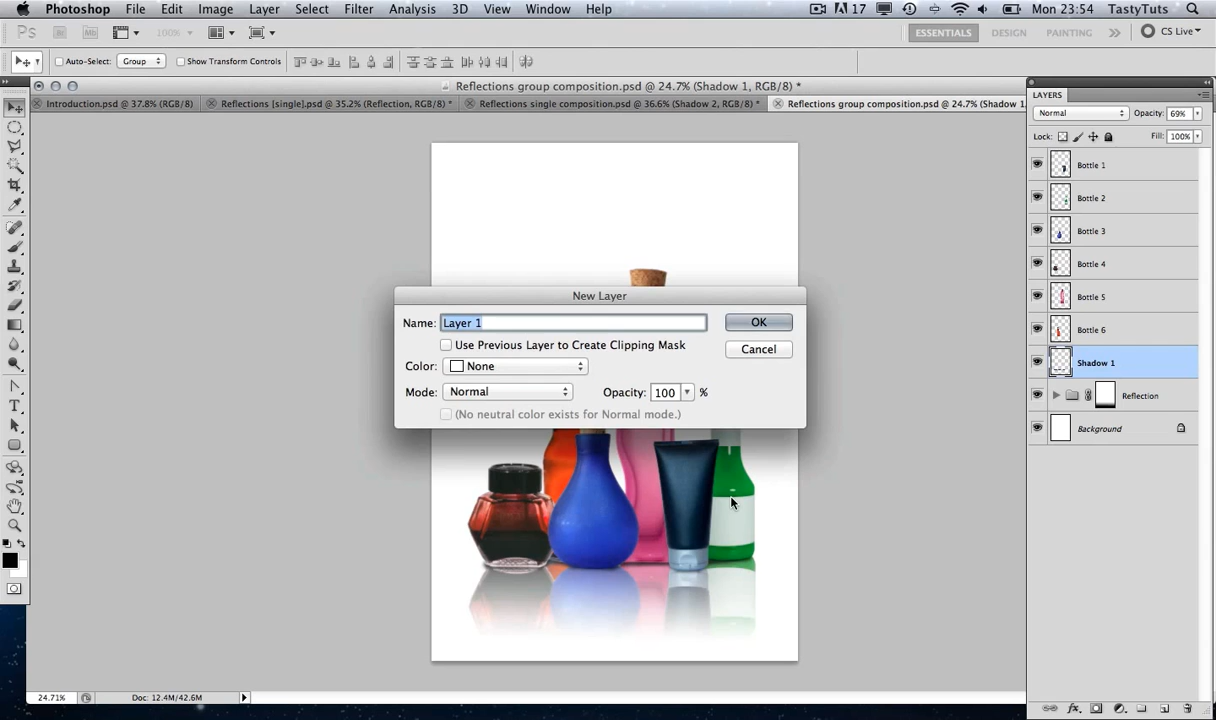 Photoshop File Edit Image Layer Select Filter Analysis 3D View Window Help 17 Mon 23:54 TastyTuts
Ps Br Mb 100% ESSENTIALS DESIGN PAINTING CS Live
Auto-Select: Group Show Transform Controls
Reflections group composition.psd @ 24.7% (Shadow 1, RGB/8) *
Introduction.psd @ 37.8% (RGB/8) Reflections [single].psd @ 35.2% (Reflection, RGB/8) * Reflections single composition.psd @ 36.6% (Shadow 2, RGB/8) * Reflections group composition.psd @ 24.7% (Shadow 1,
LAYERS
Normal Opacity: 69%
Lock: Fill: 100%
Bottle 1
Bottle 2
Bottle 3
Bottle 4
Bottle 5
Bottle 6
Shadow 1
Reflection
Background
New Layer
Name: Layer 1 OK
Use Previous Layer to Create Clipping Mask Cancel
Color: None
Mode: Normal Opacity: 100 %
(No neutral color exists for Normal mode.)
24.71% Doc: 12.4M/42.6M